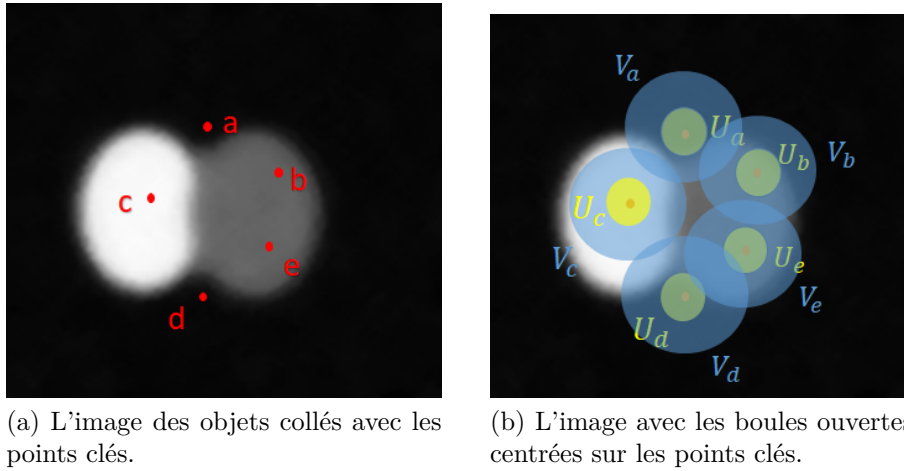 a
b
c
e
d
V_a
U_a
V_b
U_b
U_c
V_c
U_e
V_e
U_d
V_d
(a) L'image des objets collés avec les
points clés.
(b) L'image avec les boules ouvertes
centrées sur les points clés.